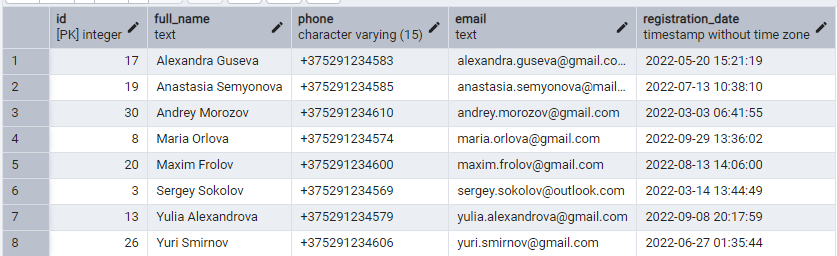 id full_name phone email registration_date
[PK] integer text character varying (15) text timestamp without time zone
1 17 Alexandra Guseva +375291234583 alexandra.guseva@gmail.co... 2022-05-20 15:21:19
2 19 Anastasia Semyonova +375291234585 anastasia.semyonova@mail... 2022-07-13 10:38:10
3 30 Andrey Morozov +375291234610 andrey.morozov@gmail.com 2022-03-03 06:41:55
4 8 Maria Orlova +375291234574 maria.orlova@gmail.com 2022-09-29 13:36:02
5 20 Maxim Frolov +375291234600 maxim.frolov@gmail.com 2022-08-13 14:06:00
6 3 Sergey Sokolov +375291234569 sergey.sokolov@outlook.com 2022-03-14 13:44:49
7 13 Yulia Alexandrova +375291234579 yulia.alexandrova@gmail.com 2022-09-08 20:17:59
8 26 Yuri Smirnov +375291234606 yuri.smirnov@gmail.com 2022-06-27 01:35:44